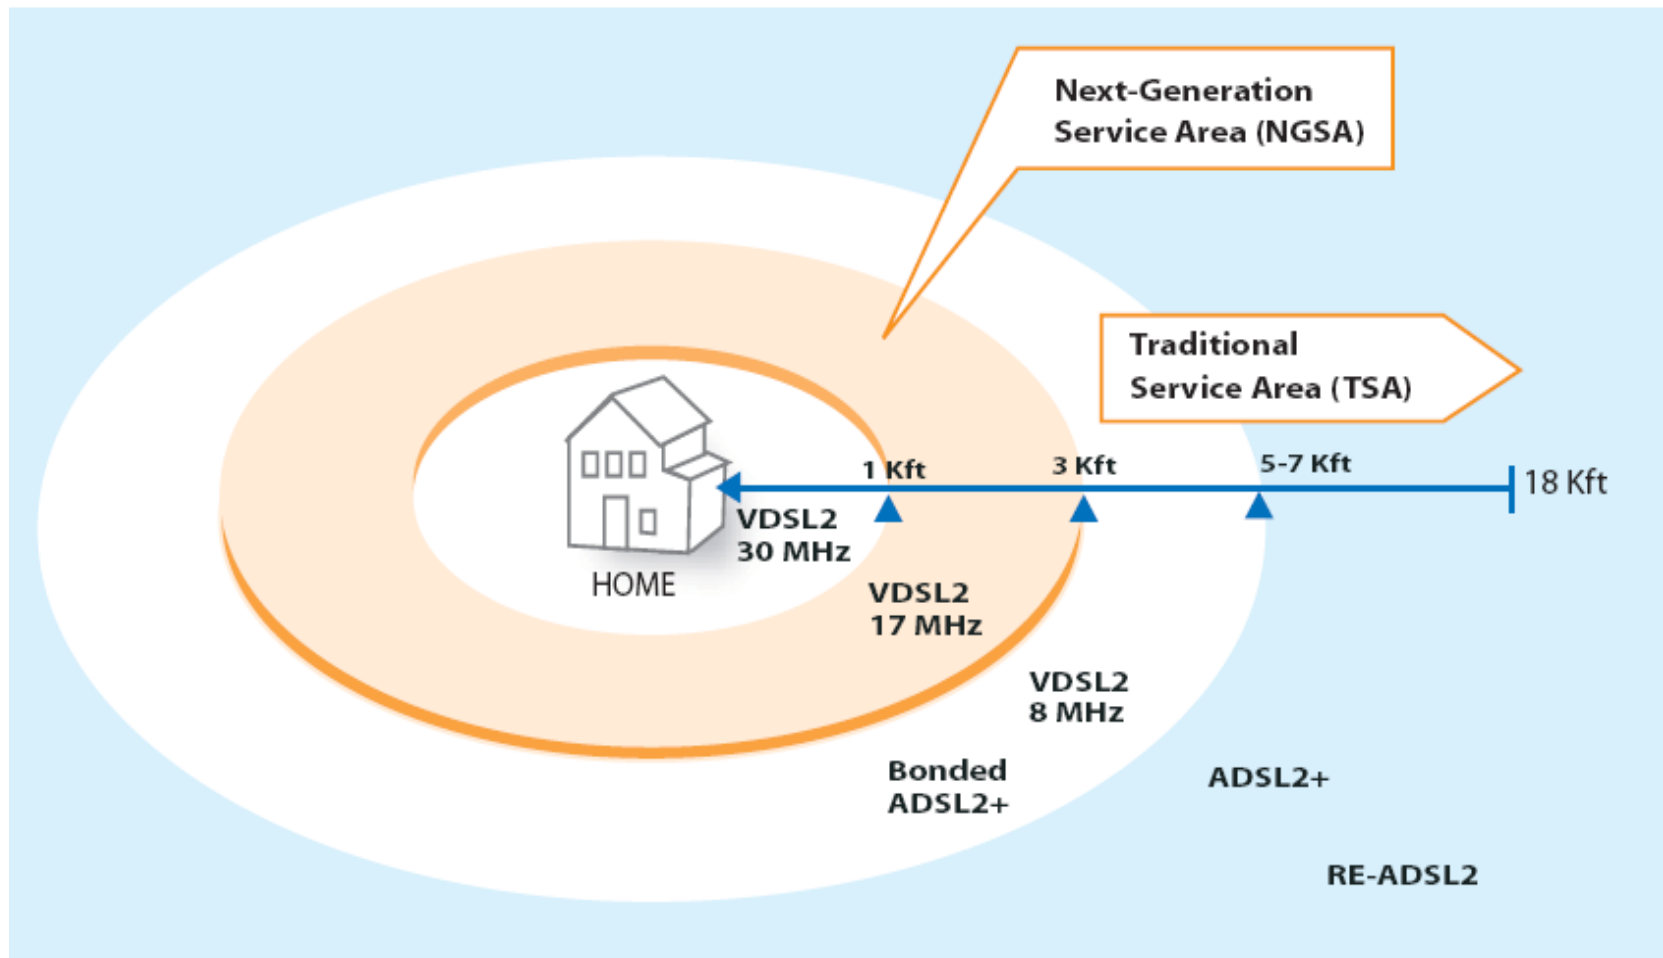 Next-Generation
Service Area (NGSA)
Traditional
Service Area (TSA)
1 Kft
3 Kft
5-7 Kft
18 Kft
VDSL2
30 MHz
HOME
VDSL2
17 MHz
VDSL2
8 MHz
Bonded
ADSL2+
ADSL2+
RE-ADSL2